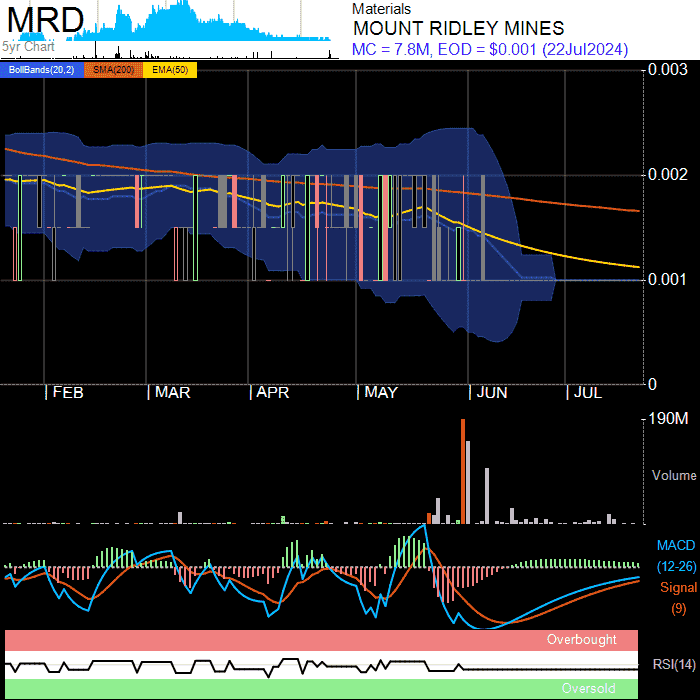 MRD
5yr Chart
Materials
MOUNT RIDLEY MINES
MC = 7.8M, EOD = $0.001 (22Jul2024)
BollBands(20,2) SMA(200) EMA(50)
0.003
0.002
0.001
0
FEB MAR APR MAY JUN JUL
190M
Volume
MACD
(12-26)
Signal
(9)
Overbought
RSI(14)
Oversold